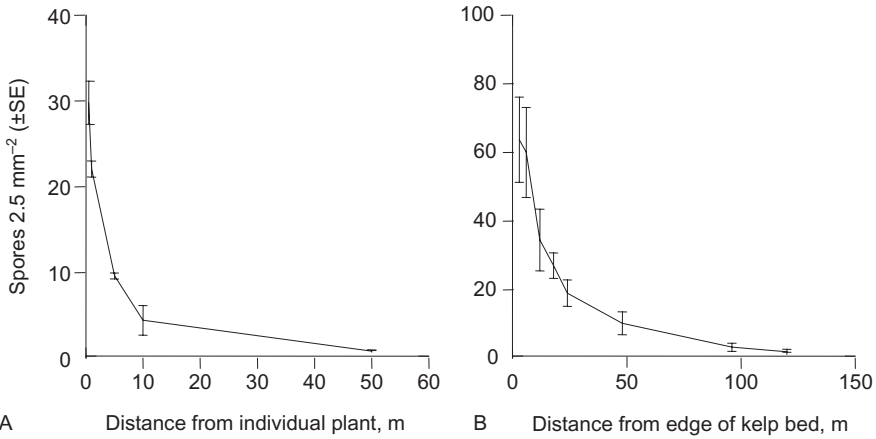 40
30
20
10
0
0 10 20 30 40 50 60
Spores 2.5 mm⁻² (±SE)
A Distance from individual plant, m
100
80
60
40
20
0
0 50 100 150
B Distance from edge of kelp bed, m